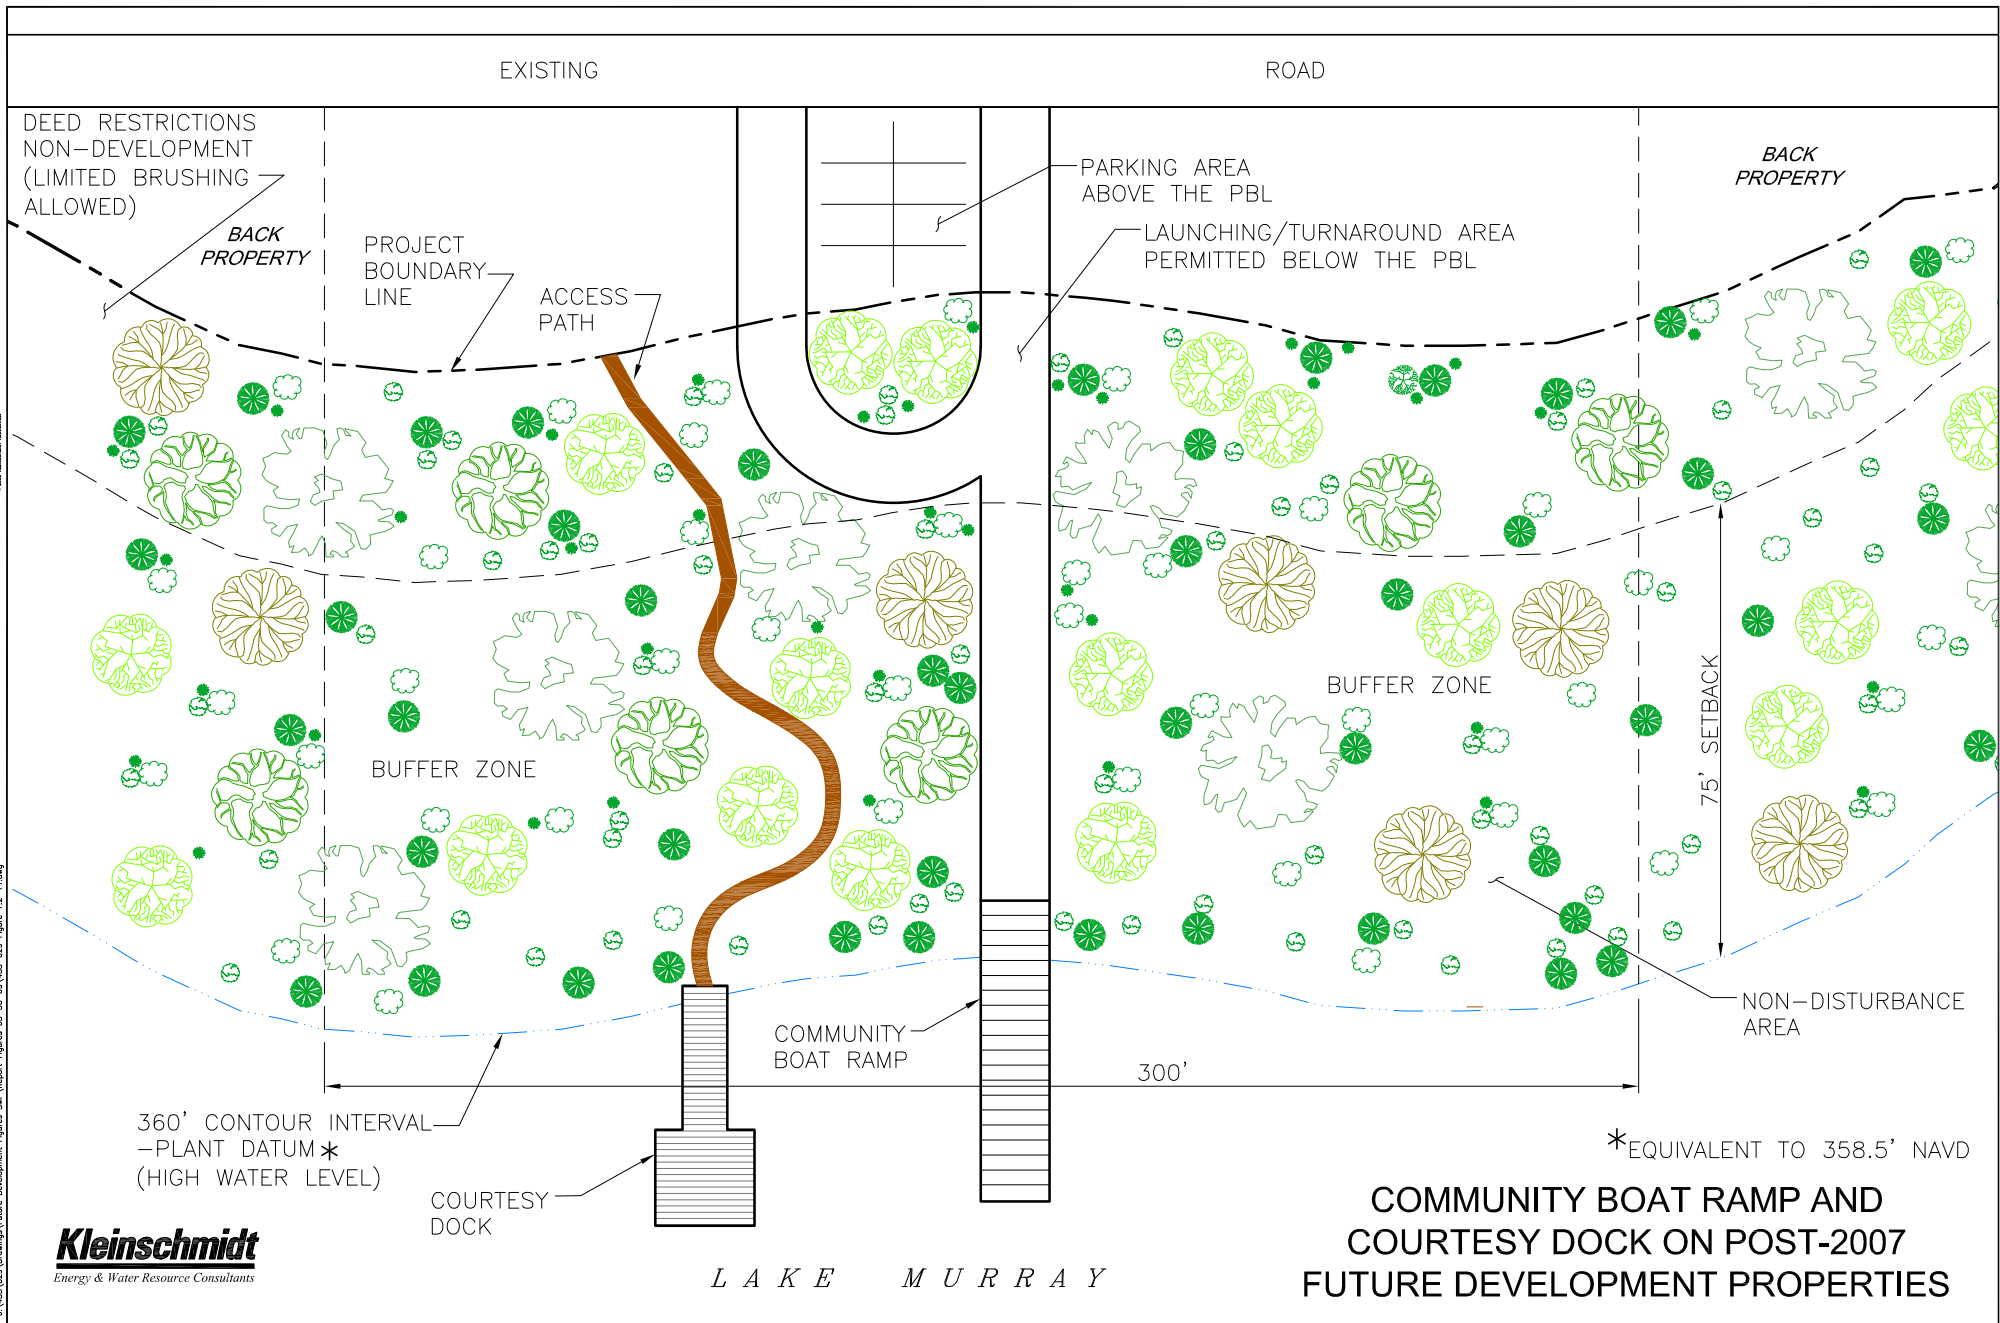 EXISTING ROAD
DEED RESTRICTIONS
NON-DEVELOPMENT
(LIMITED BRUSHING
ALLOWED)
BACK
PROPERTY
PROJECT
BOUNDARY
LINE
ACCESS
PATH
PARKING AREA
ABOVE THE PBL
LAUNCHING/TURNAROUND AREA
PERMITTED BELOW THE PBL
BACK
PROPERTY
BUFFER ZONE
BUFFER ZONE
75' SETBACK
NON-DISTURBANCE
AREA
COMMUNITY
BOAT RAMP
300'
360' CONTOUR INTERVAL
-PLANT DATUM*
(HIGH WATER LEVEL)
COURTESY
DOCK
*EQUIVALENT TO 358.5' NAVD
COMMUNITY BOAT RAMP AND
COURTESY DOCK ON POST-2007
FUTURE DEVELOPMENT PROPERTIES
LAKE MURRAY
Kleinschmidt
Energy & Water Resource Consultants